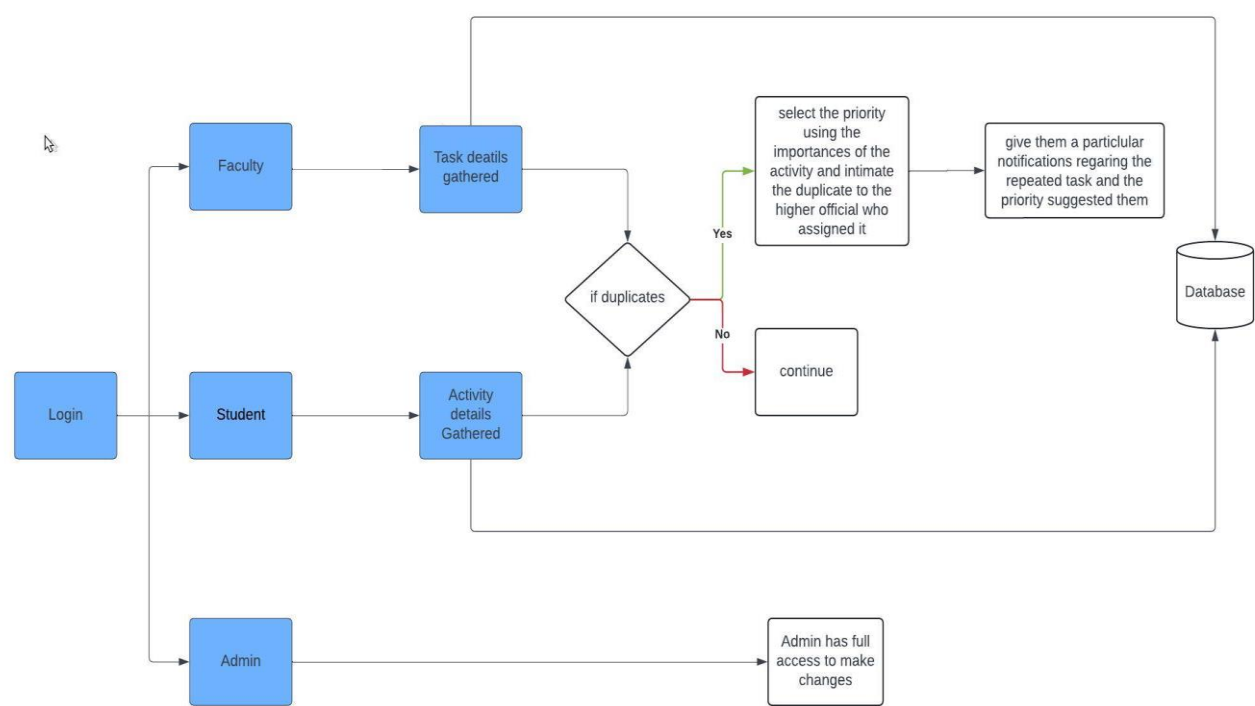 Faculty
Task deatils
gathered
select the priority
using the
importances of the
activity and intimate
the duplicate to the
higher official who
assigned it
give them a particlular
notifications regaring the
repeated task and the
priority suggested them
Yes
if duplicates
Database
No
continue
Login
Student
Activity
details
Gathered
Admin
Admin has full
access to make
changes